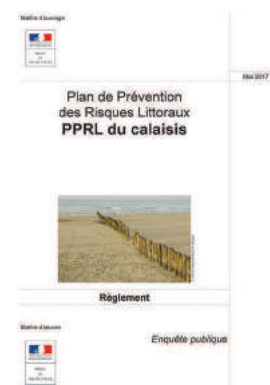 Maître d'ouvrage
Mai 2017
Plan de Prévention
des Risques Littoraux
PPRL du calaisis
Règlement
Maître d'œuvre
Enquête publique